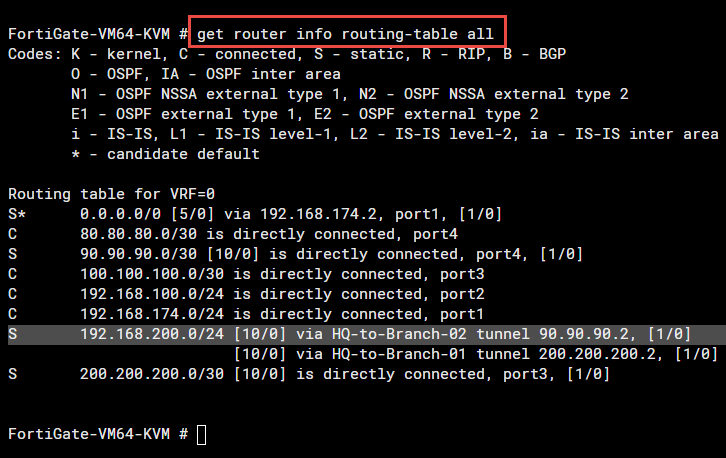 FortiGate-VM64-KVM # get router info routing-table all
Codes: K - kernel, C - connected, S - static, R - RIP, B - BGP
       O - OSPF, IA - OSPF inter area
       N1 - OSPF NSSA external type 1, N2 - OSPF NSSA external type 2
       E1 - OSPF external type 1, E2 - OSPF external type 2
       i - IS-IS, L1 - IS-IS level-1, L2 - IS-IS level-2, ia - IS-IS inter area
       * - candidate default
Routing table for VRF=0
S*      0.0.0.0/0 [5/0] via 192.168.174.2, port1, [1/0]
C       80.80.80.0/30 is directly connected, port4
S       90.90.90.0/30 [10/0] is directly connected, port4, [1/0]
C       100.100.100.0/30 is directly connected, port3
C       192.168.100.0/24 is directly connected, port2
C       192.168.174.0/24 is directly connected, port1
S       192.168.200.0/24 [10/0] via HQ-to-Branch-02 tunnel 90.90.90.2, [1/0]
                         [10/0] via HQ-to-Branch-01 tunnel 200.200.200.2, [1/0]
S       200.200.200.0/30 [10/0] is directly connected, port3, [1/0]
FortiGate-VM64-KVM #